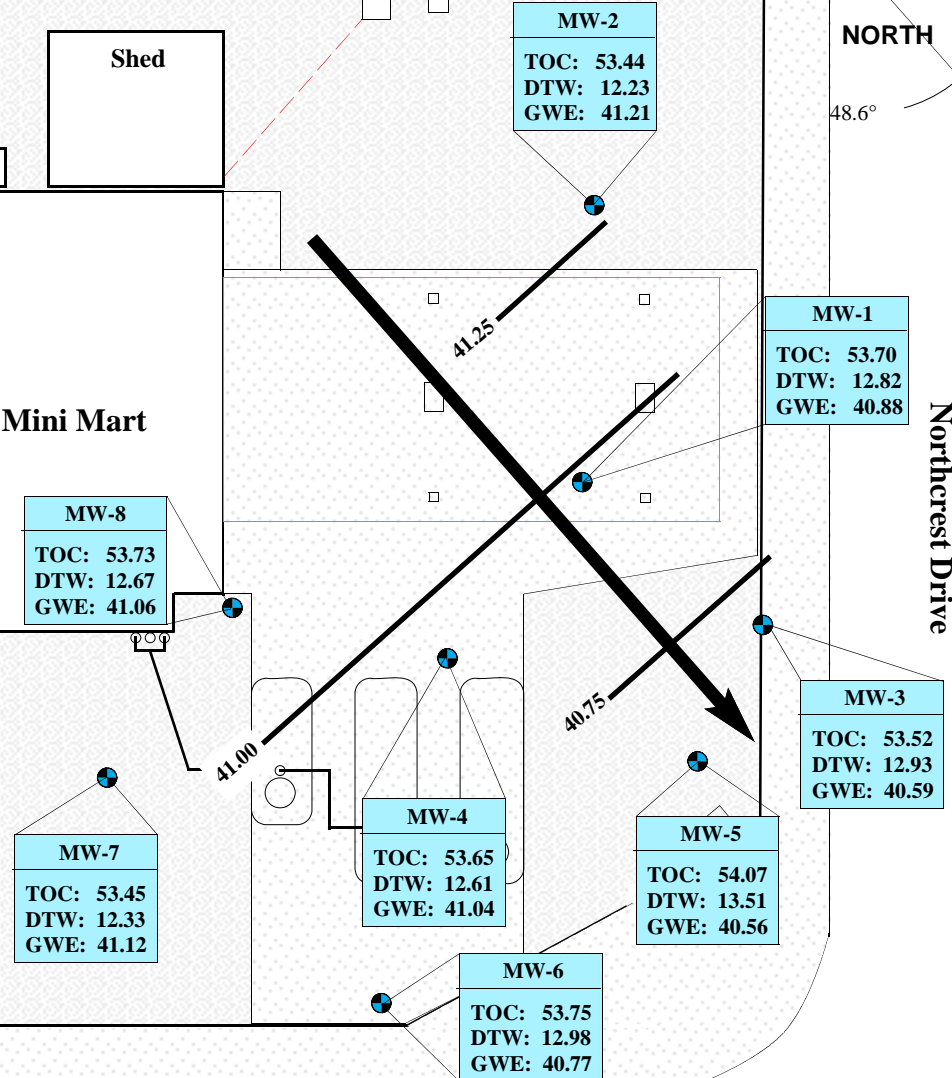 MW-2
TOC: 53.44
DTW: 12.23
GWE: 41.21
NORTH
48.6°
Shed
41.25
MW-1
TOC: 53.70
DTW: 12.82
GWE: 40.88
Mini Mart
Northcrest Drive
MW-8
TOC: 53.73
DTW: 12.67
GWE: 41.06
40.75
MW-3
TOC: 53.52
DTW: 12.93
GWE: 40.59
41.00
MW-4
TOC: 53.65
DTW: 12.61
GWE: 41.04
MW-5
TOC: 54.07
DTW: 13.51
GWE: 40.56
MW-7
TOC: 53.45
DTW: 12.33
GWE: 41.12
MW-6
TOC: 53.75
DTW: 12.98
GWE: 40.77